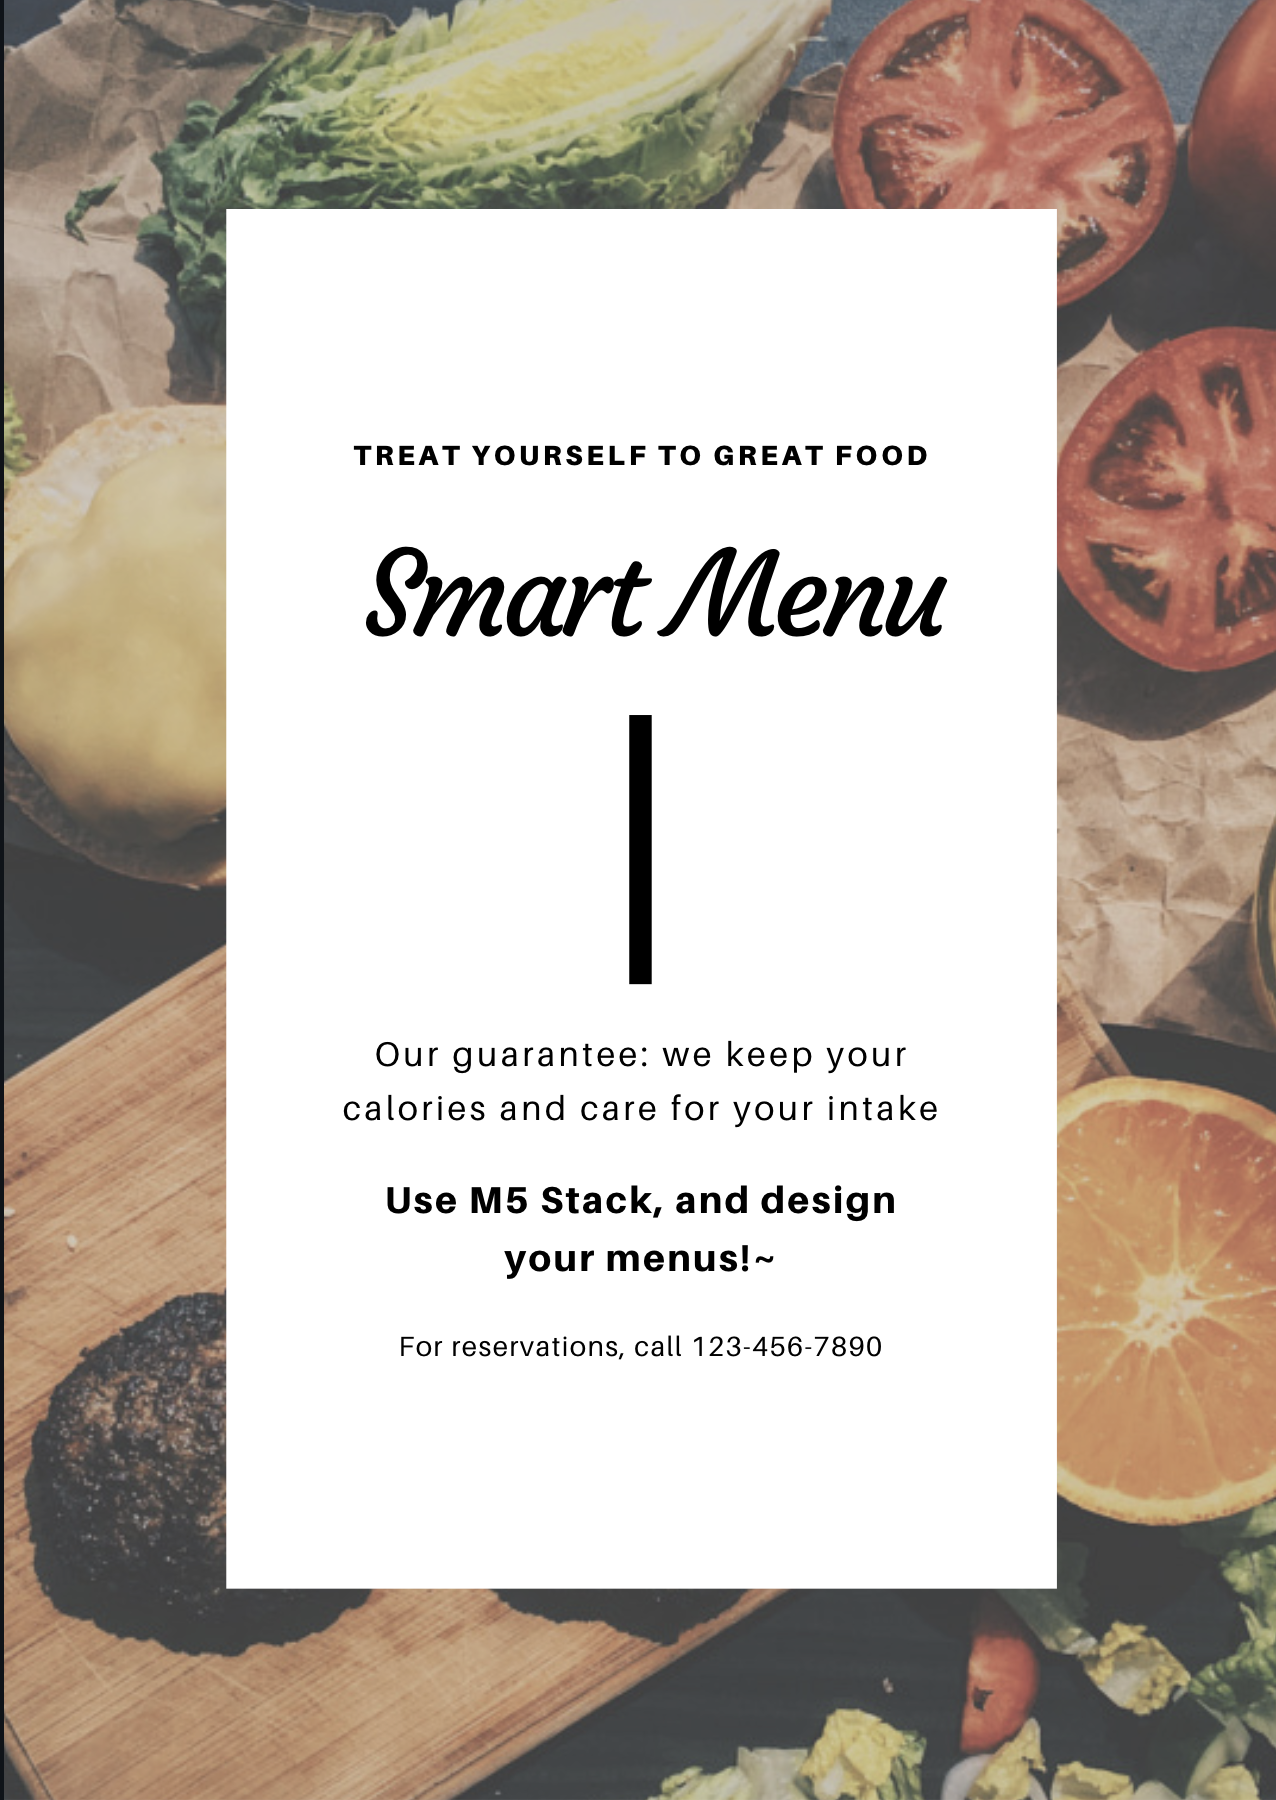 TREAT YOURSELF TO GREAT FOOD
Smart Menu
Our guarantee: we keep your
calories and care for your intake
Use M5 Stack, and design
your menus!~
For reservations, call 123-456-7890